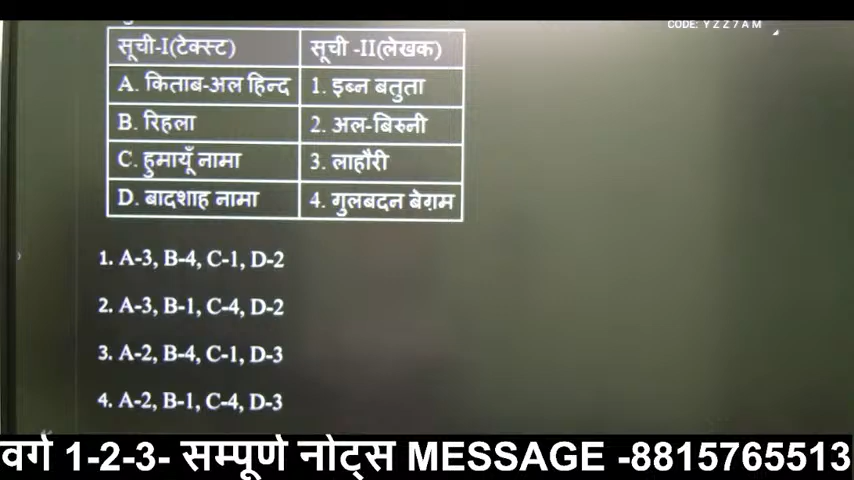 CODE: YZZ7AM
सूची-I(टेक्स्ट) सूची -II(लेखक)
A. किताब-अल हिन्द 1. इब्न बतुता
B. रिहला 2. अल-बिरुनी
C. हुमायूँ नामा 3. लाहौरी
D. बादशाह नामा 4. गुलबदन बेग़म
1. A-3, B-4, C-1, D-2
2. A-3, B-1, C-4, D-2
3. A-2, B-4, C-1, D-3
4. A-2, B-1, C-4, D-3
वर्ग 1-2-3- सम्पूर्ण नोट्स MESSAGE -8815765513